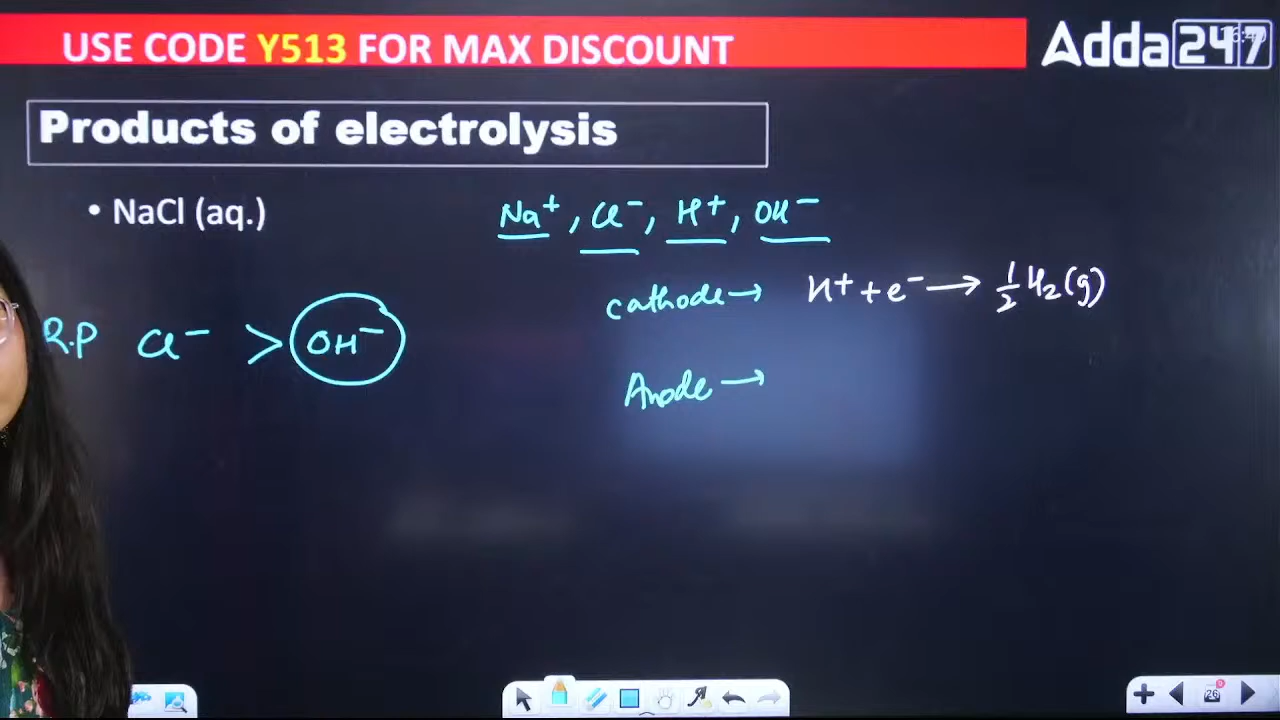 USE CODE Y513 FOR MAX DISCOUNT
Adda247
Products of electrolysis
• NaCl (aq.)
Na⁺, Cl⁻, H⁺, OH⁻
cathode → H⁺ + e⁻ → ½ H₂ (g)
R.P Cl⁻ > OH⁻
Anode →
26